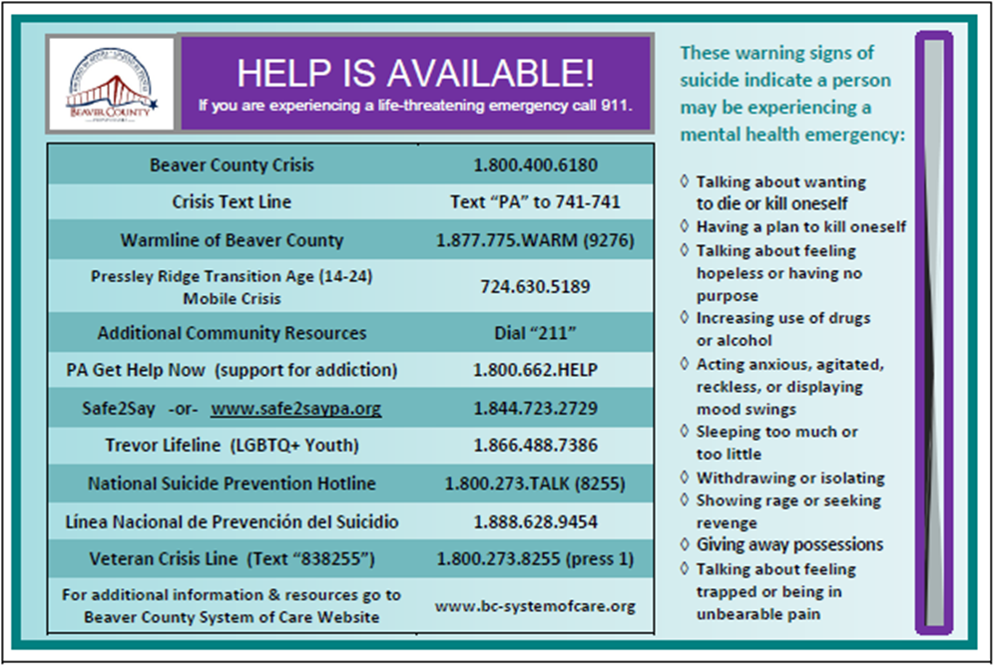 BEAVER COUNTY
HELP IS AVAILABLE!
If you are experiencing a life-threatening emergency call 911.
Beaver County Crisis 1.800.400.6180
Crisis Text Line Text “PA” to 741-741
Warmline of Beaver County 1.877.775.WARM (9276)
Pressley Ridge Transition Age (14-24)
Mobile Crisis 724.630.5189
Additional Community Resources Dial “211”
PA Get Help Now (support for addiction) 1.800.662.HELP
Safe2Say -or- www.safe2saypa.org 1.844.723.2729
Trevor Lifeline (LGBTQ+ Youth) 1.866.488.7386
National Suicide Prevention Hotline 1.800.273.TALK (8255)
Línea Nacional de Prevención del Suicidio 1.888.628.9454
Veteran Crisis Line (Text “838255”) 1.800.273.8255 (press 1)
For additional information & resources go to
Beaver County System of Care Website www.bc-systemofcare.org
These warning signs of
suicide indicate a person
may be experiencing a
mental health emergency:
◊ Talking about wanting
to die or kill oneself
◊ Having a plan to kill oneself
◊ Talking about feeling
hopeless or having no
purpose
◊ Increasing use of drugs
or alcohol
◊ Acting anxious, agitated,
reckless, or displaying
mood swings
◊ Sleeping too much or
too little
◊ Withdrawing or isolating
◊ Showing rage or seeking
revenge
◊ Giving away possessions
◊ Talking about feeling
trapped or being in
unbearable pain